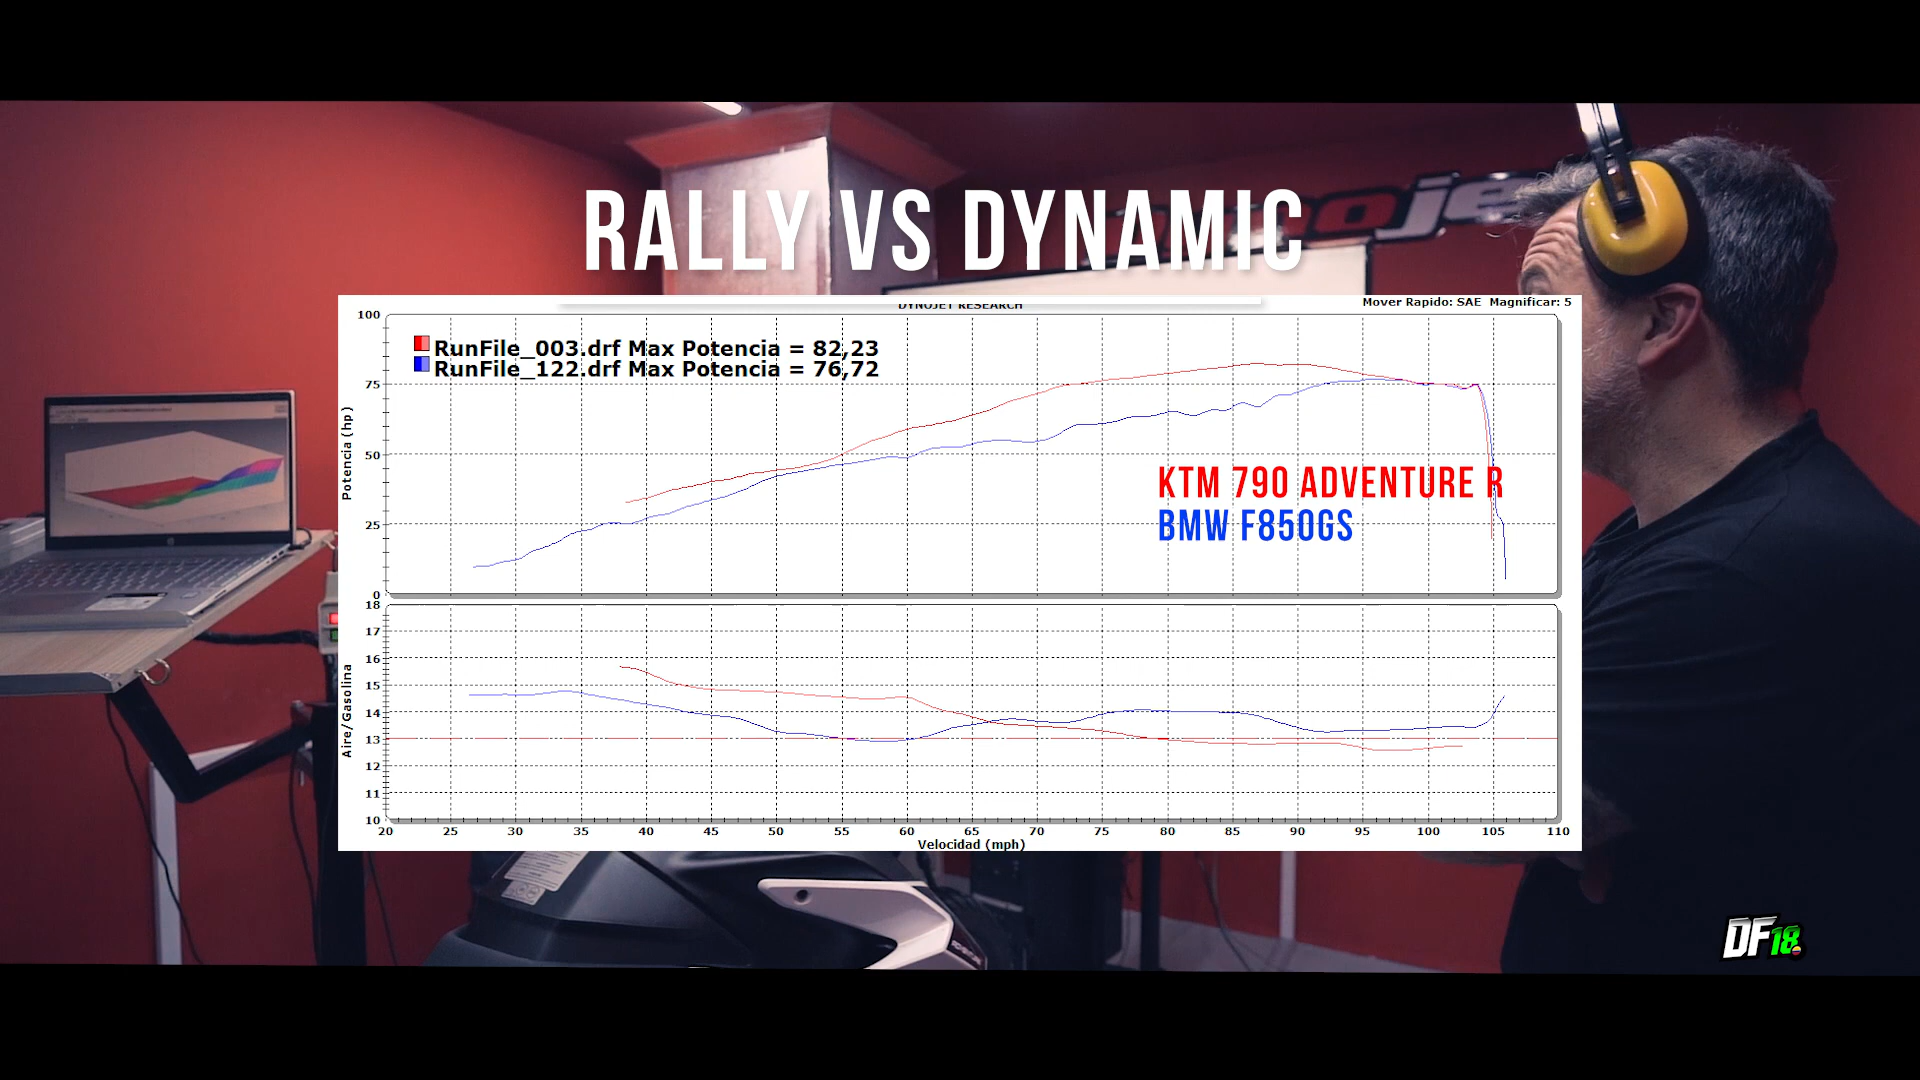 RALLY VS DYNAMIC
DYNOJET RESEARCH
Mover Rapido: SAE Magnificar: 5
100
75
50
25
0
Potencia (hp)
RunFile_003.drf Max Potencia = 82,23
RunFile_122.drf Max Potencia = 76,72
KTM 790 ADVENTURE R
BMW F850GS
18
17
16
15
14
13
12
11
10
Aire/Gasolina
20 25 30 35 40 45 50 55 60 65 70 75 80 85 90 95 100 105 110
Velocidad (mph)
DF18